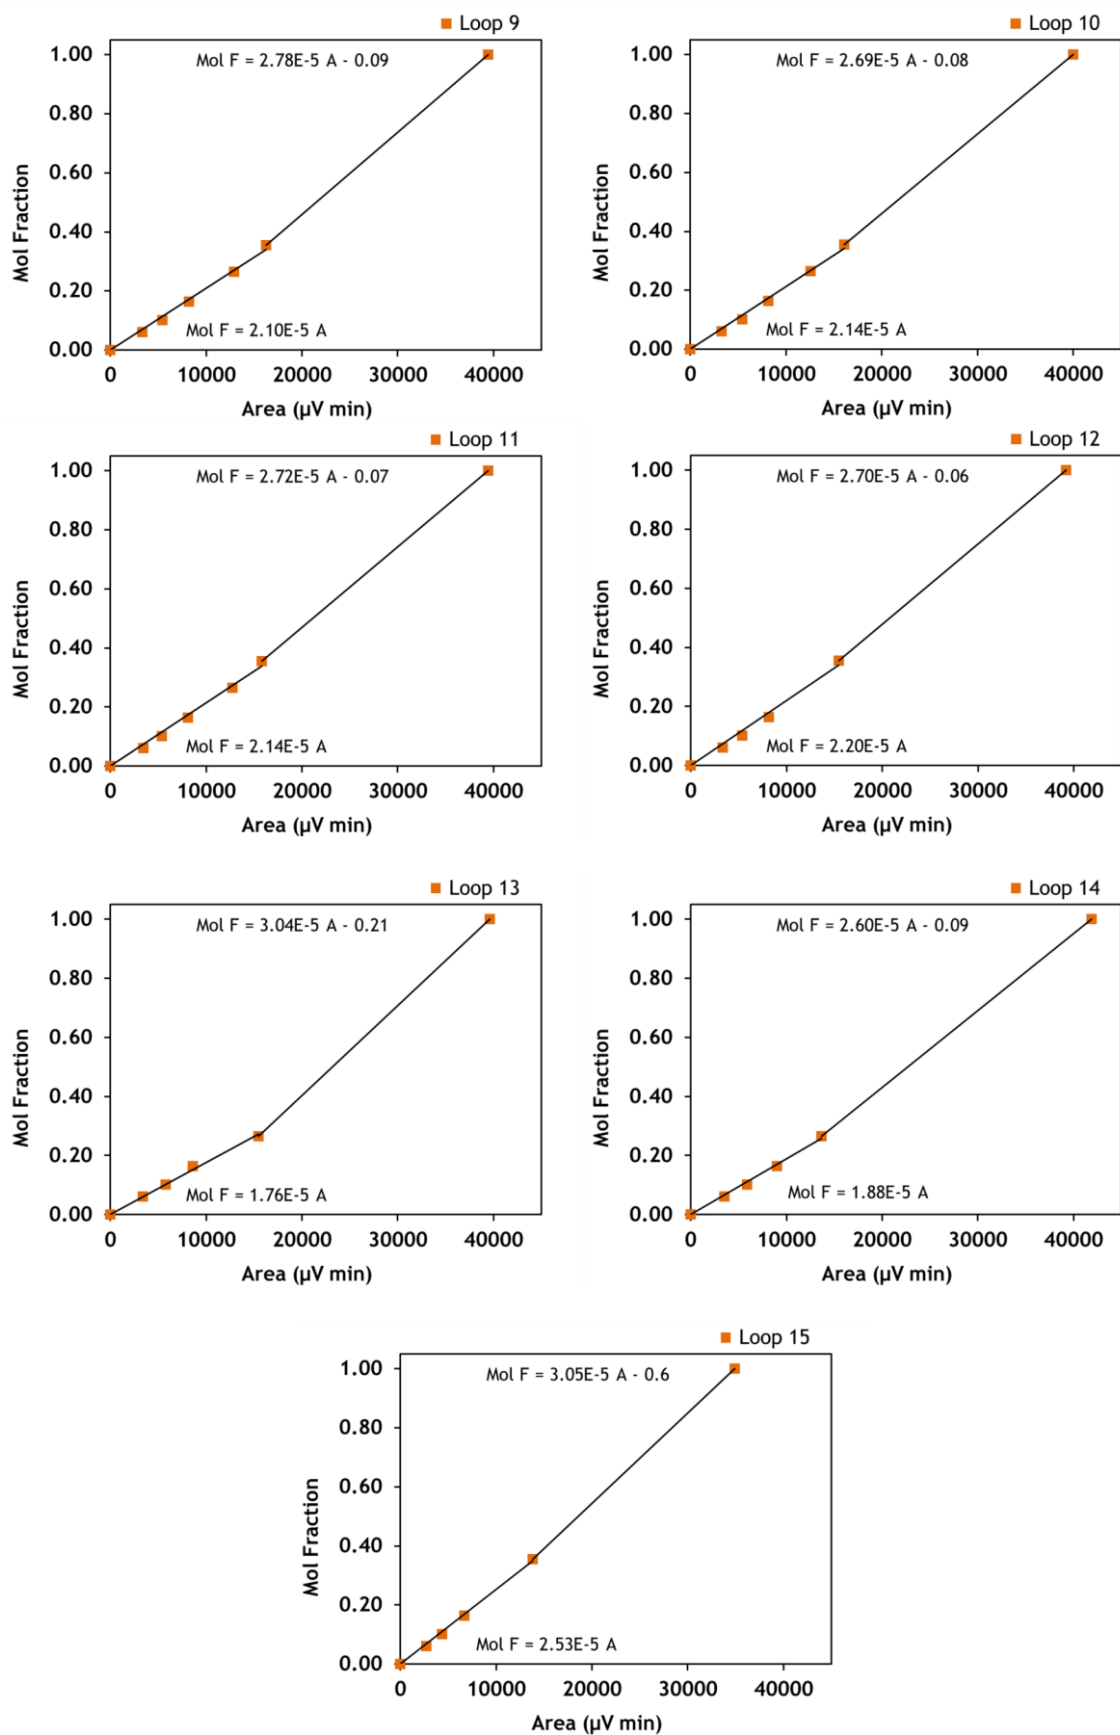 Loop 9
Mol F = 2.78E-5 A - 0.09
1.00
0.80
0.60
0.40
0.20
0.00
Mol Fraction
Mol F = 2.10E-5 A
0 10000 20000 30000 40000
Area (µV min)
Loop 10
Mol F = 2.69E-5 A - 0.08
1.00
0.80
0.60
0.40
0.20
0.00
Mol Fraction
Mol F = 2.14E-5 A
0 10000 20000 30000 40000
Area (µV min)
Loop 11
Mol F = 2.72E-5 A - 0.07
1.00
0.80
0.60
0.40
0.20
0.00
Mol Fraction
Mol F = 2.14E-5 A
0 10000 20000 30000 40000
Area (µV min)
Loop 12
Mol F = 2.70E-5 A - 0.06
1.00
0.80
0.60
0.40
0.20
0.00
Mol Fraction
Mol F = 2.20E-5 A
0 10000 20000 30000 40000
Area (µV min)
Loop 13
Mol F = 3.04E-5 A - 0.21
1.00
0.80
0.60
0.40
0.20
0.00
Mol Fraction
Mol F = 1.76E-5 A
0 10000 20000 30000 40000
Area (µV min)
Loop 14
Mol F = 2.60E-5 A - 0.09
1.00
0.80
0.60
0.40
0.20
0.00
Mol Fraction
Mol F = 1.88E-5 A
0 10000 20000 30000 40000
Area (µV min)
Loop 15
Mol F = 3.05E-5 A - 0.6
1.00
0.80
0.60
0.40
0.20
0.00
Mol Fraction
Mol F = 2.53E-5 A
0 10000 20000 30000 40000
Area (µV min)